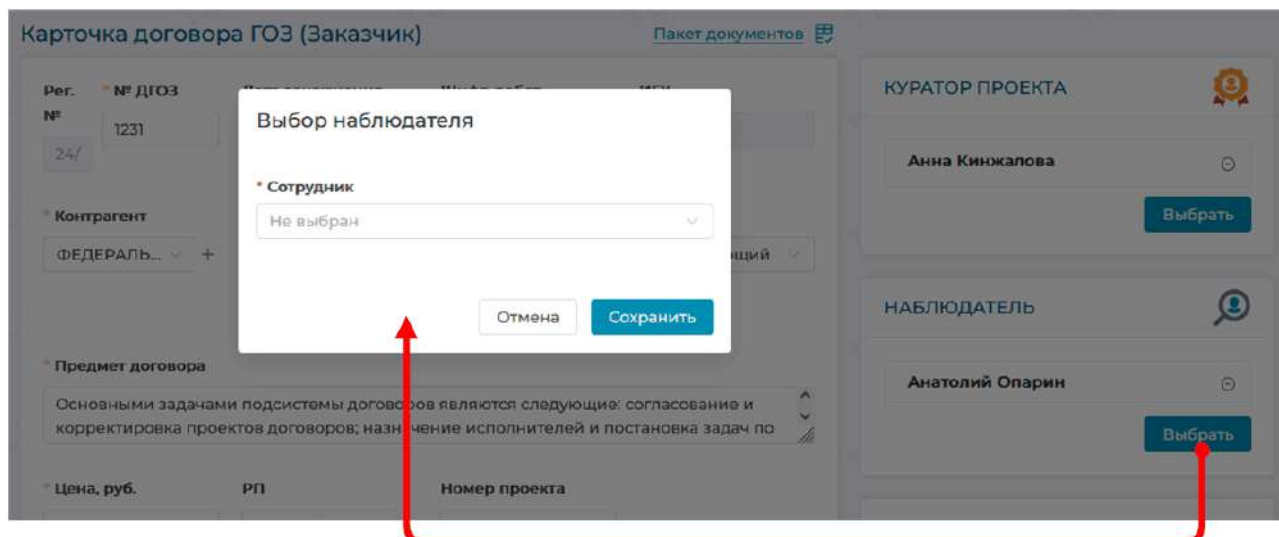 Карточка договора ГОЗ (Заказчик)
Пакет документов
Рег. №
* № ДГОЗ
24/
1231
* Контрагент
ФЕДЕРАЛЬ... +
Выбор наблюдателя
* Сотрудник
Не выбран
Отмена
Сохранить
* Предмет договора
Основными задачами подсистемы договоров являются следующие: согласование и
корректировка проектов договоров; назначение исполнителей и постановка задач по
* Цена, руб.
РП
Номер проекта
КУРАТОР ПРОЕКТА
Анна Кинжалова
Выбрать
НАБЛЮДАТЕЛЬ
Анатолий Опарин
Выбрать